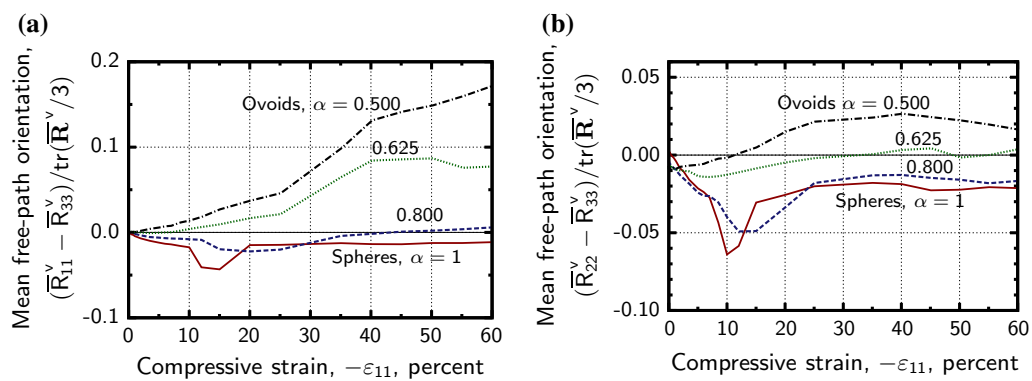 (a)
Mean free-path orientation,
(R̅ᵛ₁₁ − R̅ᵛ₃₃)/tr(𝐑̅ᵛ/3)
0.2
0.1
0.0
-0.1
Ovoids, α = 0.500
0.625
0.800
Spheres, α = 1
0 10 20 30 40 50 60
Compressive strain, −ε₁₁, percent
(b)
Mean free-path orientation,
(R̅ᵛ₂₂ − R̅ᵛ₃₃)/tr(𝐑̅ᵛ/3)
0.05
0.00
-0.05
-0.10
Ovoids α = 0.500
0.625
0.800
Spheres, α = 1
0 10 20 30 40 50 60
Compressive strain, −ε₁₁, percent